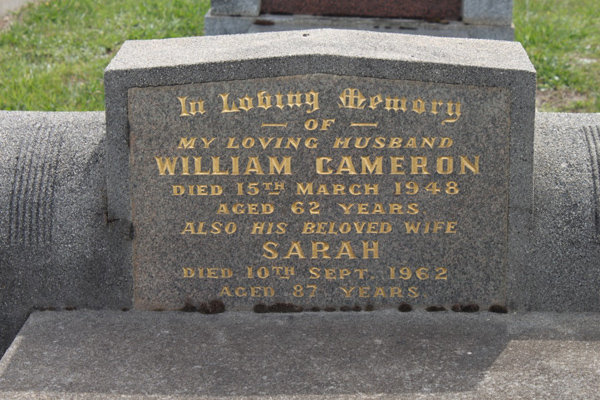 In Loving Memory
— OF —
MY LOVING HUSBAND
WILLIAM CAMERON
DIED 15TH MARCH 1948
AGED 62 YEARS
ALSO HIS BELOVED WIFE
SARAH
DIED 10TH SEPT. 1962
AGED 87 YEARS.